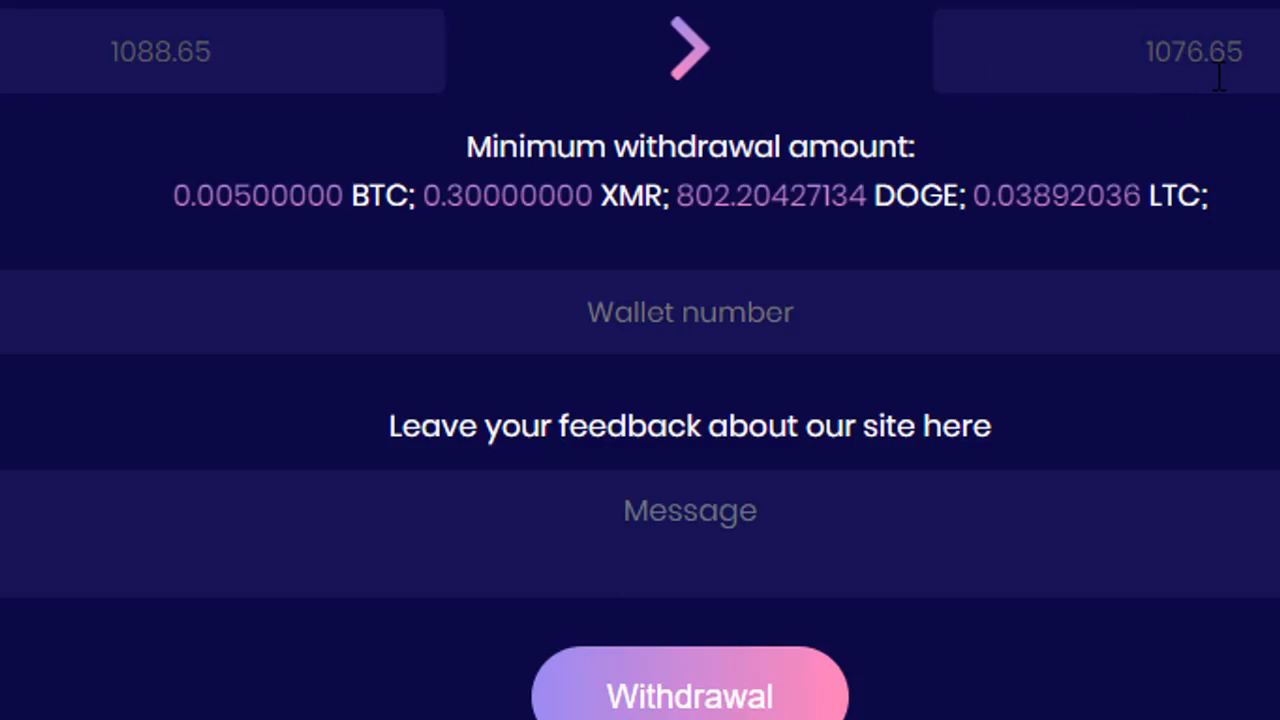 1088.65 1076.65
Minimum withdrawal amount:
0.00500000 BTC; 0.30000000 XMR; 802.20427134 DOGE; 0.03892036 LTC;
Wallet number
Leave your feedback about our site here
Message
Withdrawal